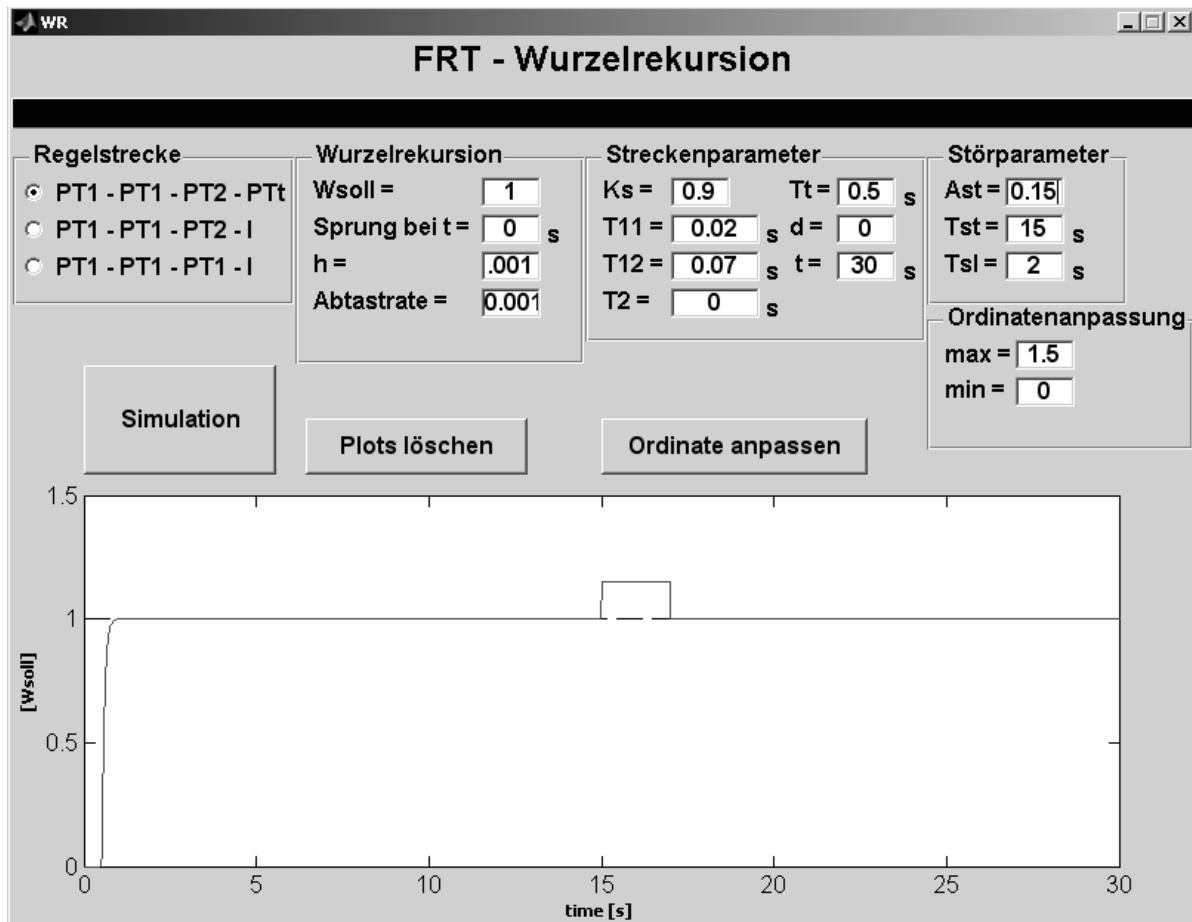 WR
FRT - Wurzelrekursion
Regelstrecke
PT1 - PT1 - PT2 - PTt
PT1 - PT1 - PT2 - I
PT1 - PT1 - PT1 - I
Wurzelrekursion
Wsoll = 1
Sprung bei t = 0 s
h = .001
Abtastrate = 0.001
Streckenparameter
Ks = 0.9 Tt = 0.5 s
T11 = 0.02 s d = 0
T12 = 0.07 s t = 30 s
T2 = 0 s
Störparameter
Ast = 0.15
Tst = 15 s
Tsl = 2 s
Ordinatenanpassung
max = 1.5
min = 0
Simulation
Plots löschen
Ordinate anpassen
1.5
1
0.5
0
[Wsoll]
0 5 10 15 20 25 30
time [s]